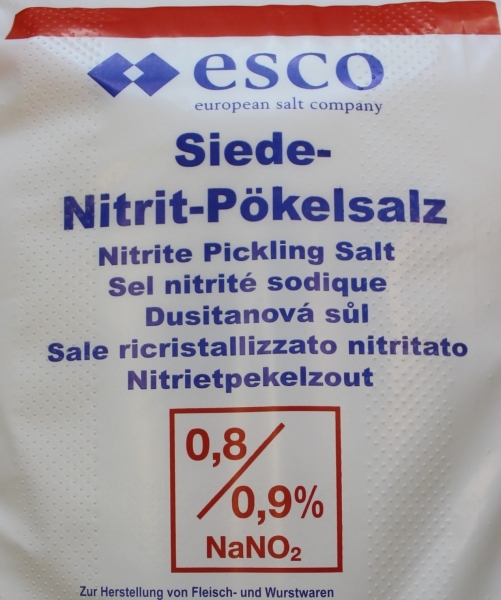 esco
european salt company
Siede-
Nitrit-Pökelsalz
Nitrite Pickling Salt
Sel nitrité sodique
Dusitanová sůl
Sale ricristallizzato nitritato
Nitrietpekelzout
0,8/
0,9%
NaNO₂
Zur Herstellung von Fleisch- und Wurstwaren